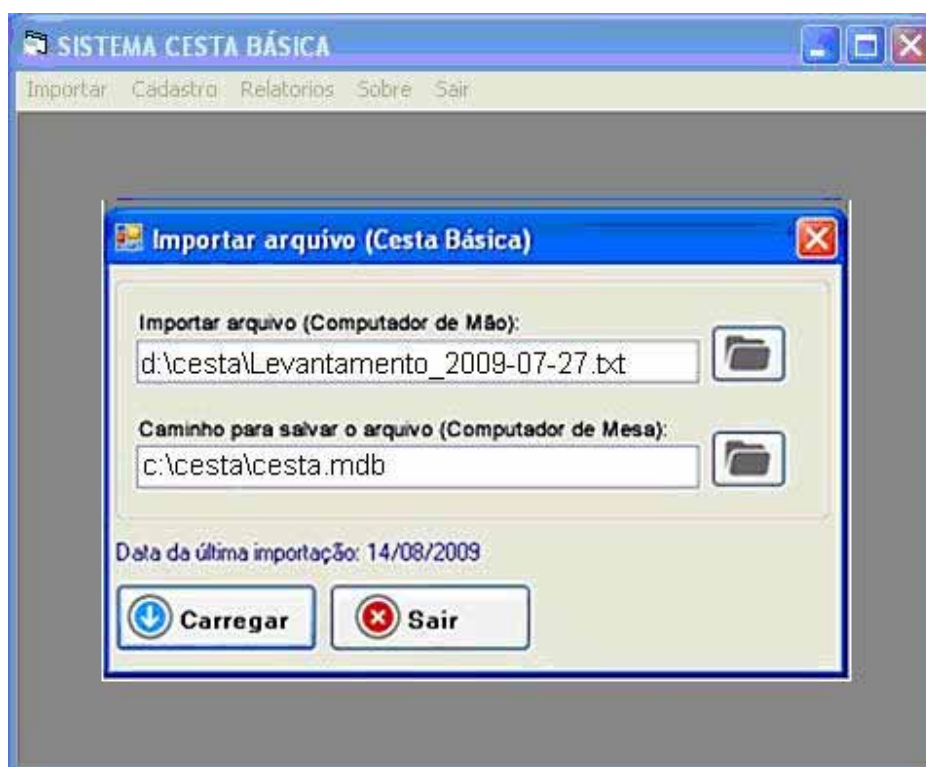 SISTEMA CESTA BÁSICA
Importar Cadastro Relatorios Sobre Sair
Importar arquivo (Cesta Básica)
Importar arquivo (Computador de Mão):
d:\cesta\Levantamento_2009-07-27.txt
Caminho para salvar o arquivo (Computador de Mesa):
c:\cesta\cesta.mdb
Data da última importação: 14/08/2009
Carregar Sair